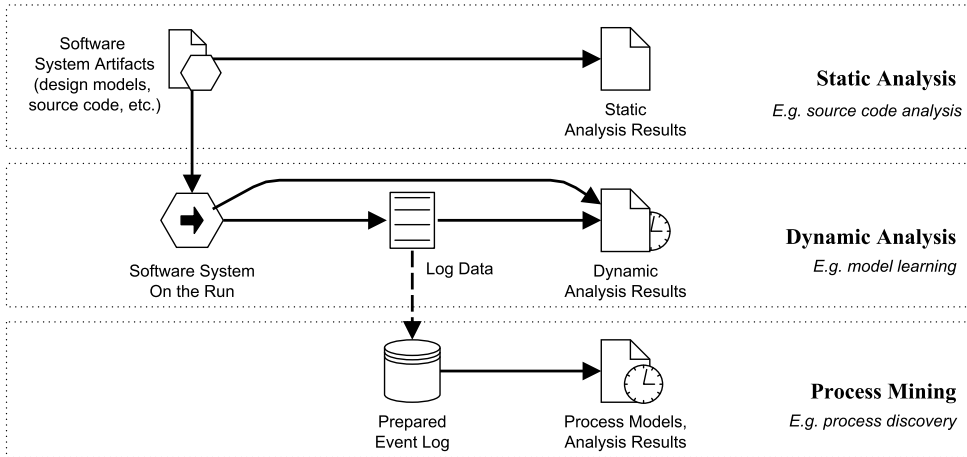 Software
System Artifacts
(design models,
source code, etc.)
Static
Analysis Results
Static Analysis
E.g. source code analysis
Software System
On the Run
Log Data
Dynamic
Analysis Results
Dynamic Analysis
E.g. model learning
Prepared
Event Log
Process Models,
Analysis Results
Process Mining
E.g. process discovery